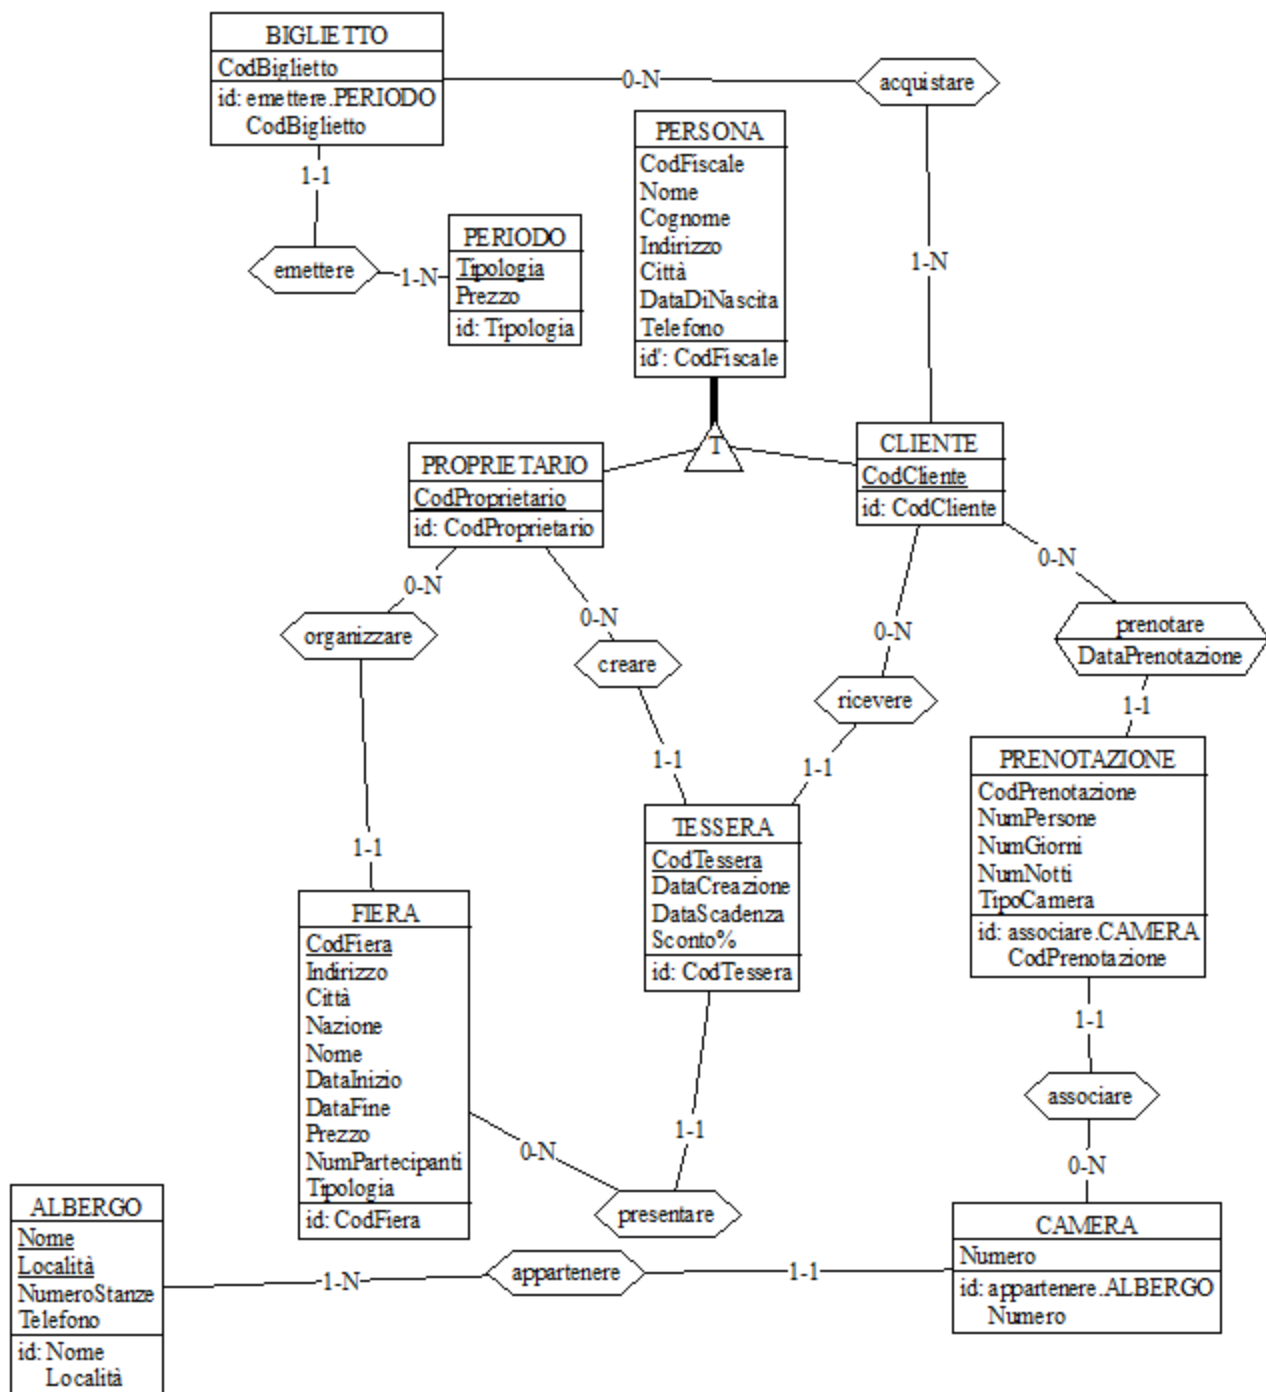 BIGLIETTO
CodBiglietto
id: emettere.PERIODO
CodBiglietto
0-N
acquistare
1-1
emettere
1-N
PERIODO
Tipologia
Prezzo
id: Tipologia
PERSONA
CodFiscale
Nome
Cognome
Indirizzo
Città
DataDiNascita
Telefono
id': CodFiscale
1-N
T
PROPRIETARIO
CodProprietario
id: CodProprietario
CLIENTE
CodCliente
id: CodCliente
0-N
organizzare
1-1
0-N
creare
1-1
0-N
ricevere
1-1
0-N
prenotare
DataPrenotazione
1-1
PRENOTAZIONE
CodPrenotazione
NumPersone
NumGiorni
NumNotti
TipoCamera
id: associare.CAMERA
CodPrenotazione
TESSERA
CodTessera
DataCreazione
DataScadenza
Sconto%
id: CodTessera
FIERA
CodFiera
Indirizzo
Città
Nazione
Nome
DataInizio
DataFine
Prezzo
NumPartecipanti
Tipologia
id: CodFiera
0-N
presentare
1-1
1-1
associare
0-N
ALBERGO
Nome
Località
NumeroStanze
Telefono
id: Nome
Località
1-N
appartenere
1-1
CAMERA
Numero
id: appartenere.ALBERGO
Numero